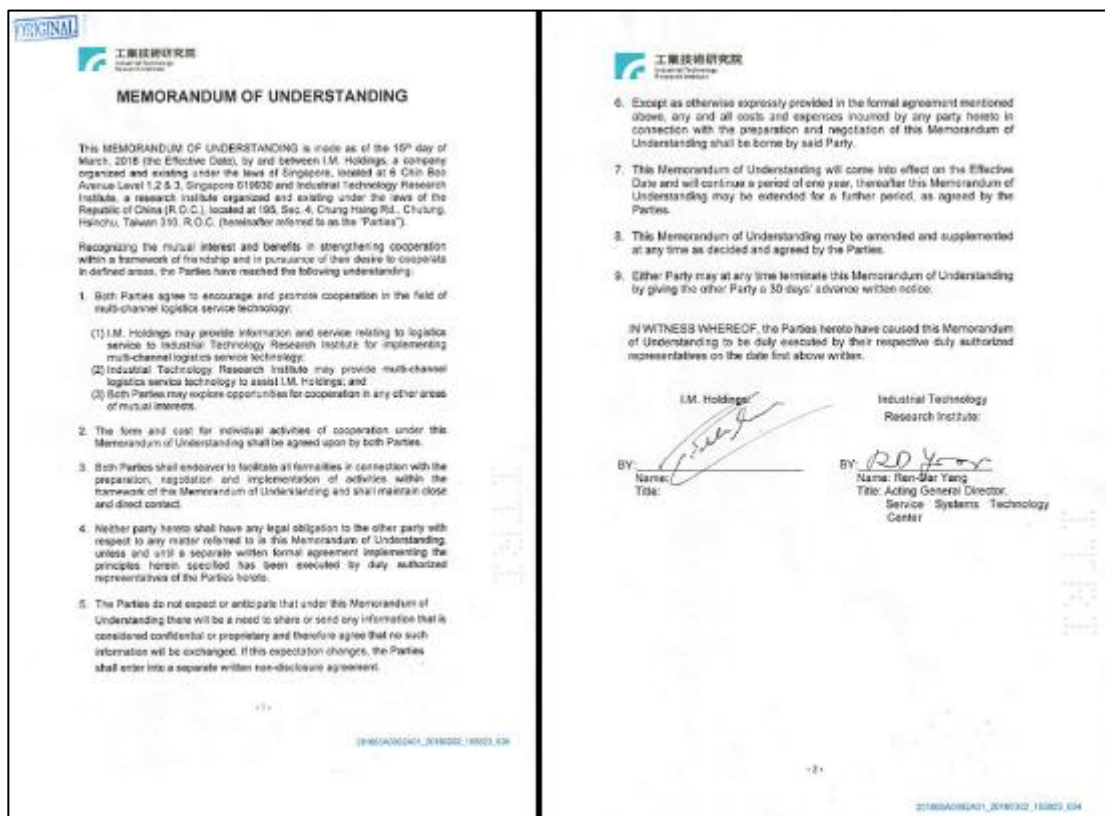 ORIGINAL
工業技術研究院
Industrial Technology
Research Institute
MEMORANDUM OF UNDERSTANDING
This MEMORANDUM OF UNDERSTANDING is made as of the 15th day of
March, 2016 (the Effective Date), by and between I.M. Holdings, a company
organized and existing under the laws of Singapore, located at 6 Chin Bee
Avenue Level 1,2 & 3, Singapore 619930 and Industrial Technology Research
Institute, a research institute organized and existing under the laws of the
Republic of China (R.O.C.), located at 195, Sec. 4, Chung Hsing Rd., Chutung,
Hsinchu, Taiwan 310, R.O.C. (hereinafter referred to as the "Parties").
Recognizing the mutual interest and benefits in strengthening cooperation
within a framework of friendship and in pursuance of their desire to cooperate
in defined areas, the Parties have reached the following understanding:
1. Both Parties agree to encourage and promote cooperation in the field of
multi-channel logistics service technology:
(1) I.M. Holdings may provide information and service relating to logistics
service to Industrial Technology Research Institute for implementing
multi-channel logistics service technology;
(2) Industrial Technology Research Institute may provide multi-channel
logistics service technology to assist I.M. Holdings; and
(3) Both Parties may explore opportunities for cooperation in any other areas
of mutual interests.
2. The form and cost for individual activities of cooperation under this
Memorandum of Understanding shall be agreed upon by both Parties.
3. Both Parties shall endeavor to facilitate all formalities in connection with the
preparation, negotiation and implementation of activities within the
framework of this Memorandum of Understanding and shall maintain close
and direct contact.
4. Neither party hereto shall have any legal obligation to the other party with
respect to any matter referred to in this Memorandum of Understanding,
unless and until a separate written formal agreement implementing the
principles herein specified has been executed by duly authorized
representatives of the Parties hereto.
5. The Parties do not expect or anticipate that under this Memorandum of
Understanding there will be a need to share or send any information that is
considered confidential or proprietary and therefore agree that no such
information will be exchanged. If this expectation changes, the Parties
shall enter into a separate written non-disclosure agreement.
-1-
工業技術研究院
Industrial Technology
Research Institute
6. Except as otherwise expressly provided in the formal agreement mentioned
above, any and all costs and expenses incurred by any party hereto in
connection with the preparation and negotiation of this Memorandum of
Understanding shall be borne by said Party.
7. This Memorandum of Understanding will come into effect on the Effective
Date and will continue a period of one year, thereafter this Memorandum of
Understanding may be extended for a further period, as agreed by the
Parties.
8. This Memorandum of Understanding may be amended and supplemented
at any time as decided and agreed by the Parties.
9. Either Party may at any time terminate this Memorandum of Understanding
by giving the other Party a 30 days' advance written notice.
IN WITNESS WHEREOF, the Parties hereto have caused this Memorandum
of Understanding to be duly executed by their respective duly authorized
representatives on the date first above written.
I.M. Holdings:
Industrial Technology
Research Institute:
BY:
Name:
Title:
BY: RD Yang
Name: Ren-Dar Yang
Title: Acting General Director,
Service Systems Technology
Center
-2-